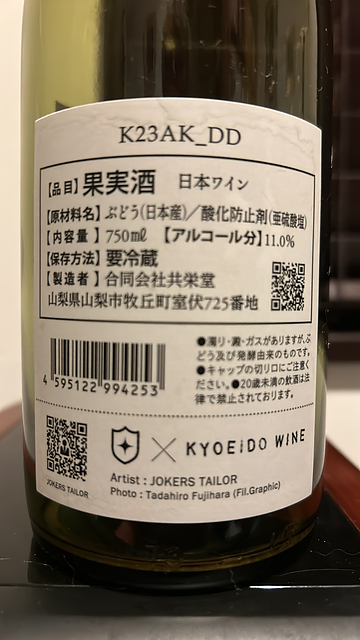 K23AK_DD
【品目】果実酒 日本ワイン
【原材料名】ぶどう(日本産)／酸化防止剤(亜硫酸塩)
【内容量】750㎖ 【アルコール分】11.0%
【保存方法】要冷蔵
【製造者】合同会社共栄堂
山梨県山梨市牧丘町室伏725番地
●濁り・澱・ガスがありますが、ぶ
どう及び発酵由来のものです。
●キャップの切り口にご注意く
ださい。●20歳未満の飲酒は法
律で禁止されております。
4 595122 994253
KYOEIDO WINE
JOKERS TAILOR
Artist : JOKERS TAILOR
Photo : Tadahiro Fujihara (Fil.Graphic)